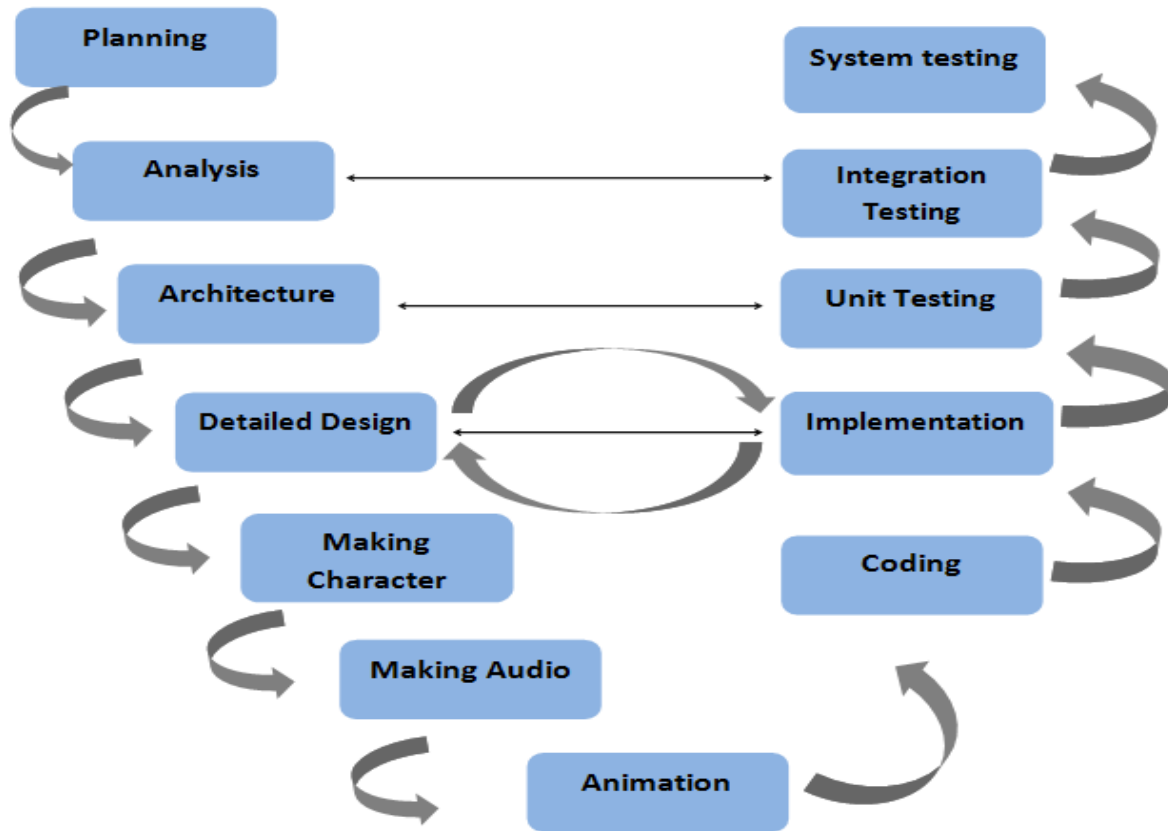 Planning
Analysis
Architecture
Detailed Design
Making
Character
Making Audio
Animation
Coding
Implementation
Unit Testing
Integration
Testing
System testing